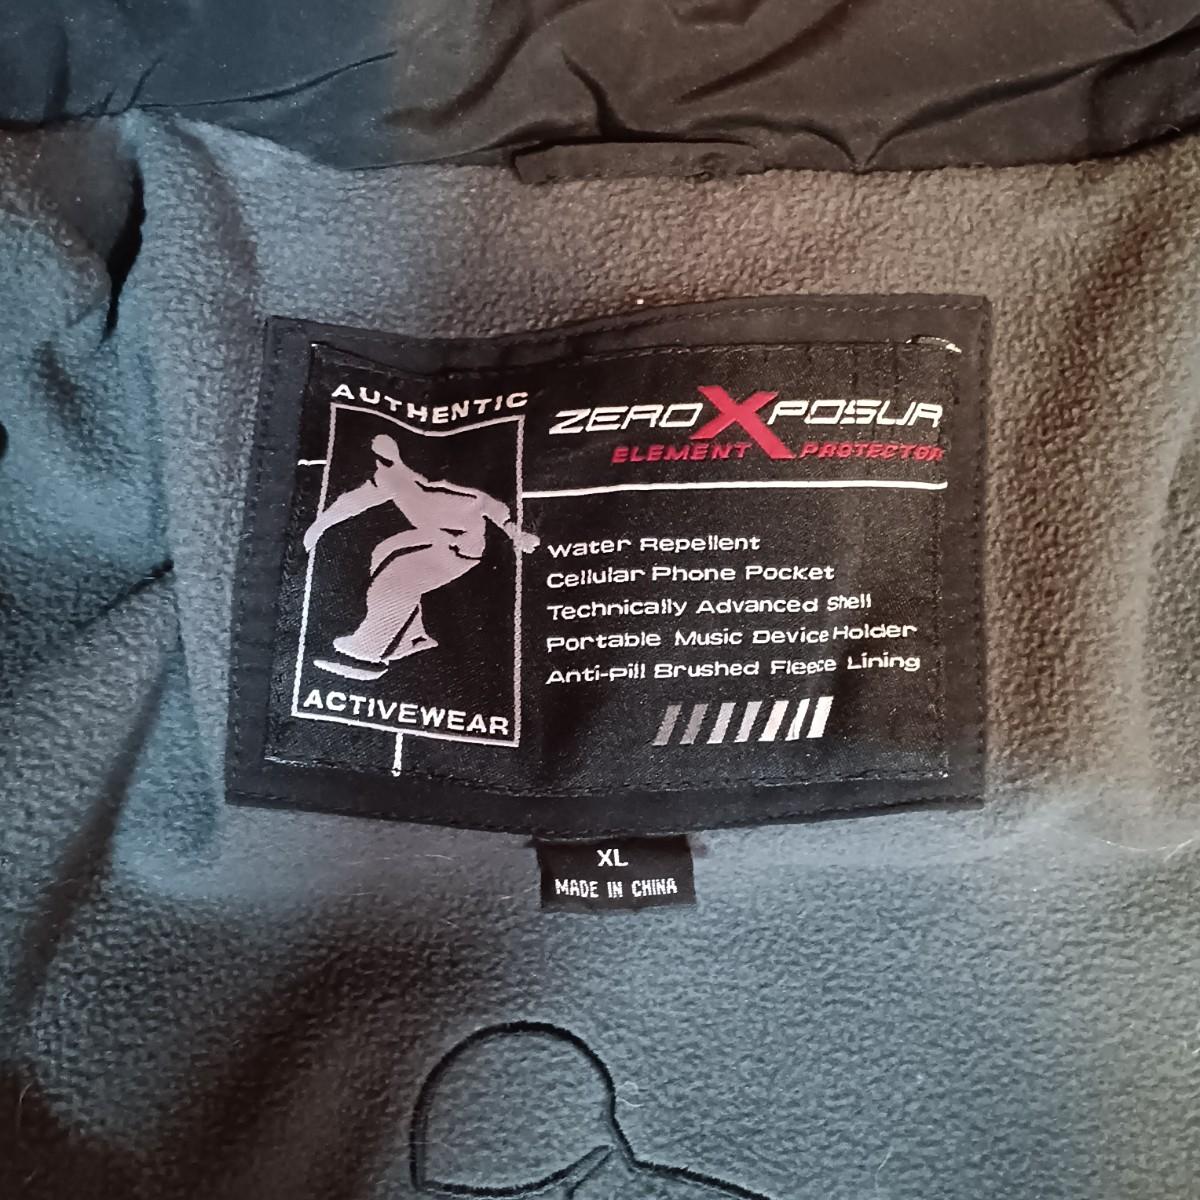 AUTHENTIC
ACTIVEWEAR
ZEROXPOSUR
ELEMENT PROTECTOR
Water Repellent
Cellular Phone Pocket
Technically Advanced Shell
Portable Music Device Holder
Anti-Pill Brushed Fleece Lining
XL
MADE IN CHINA